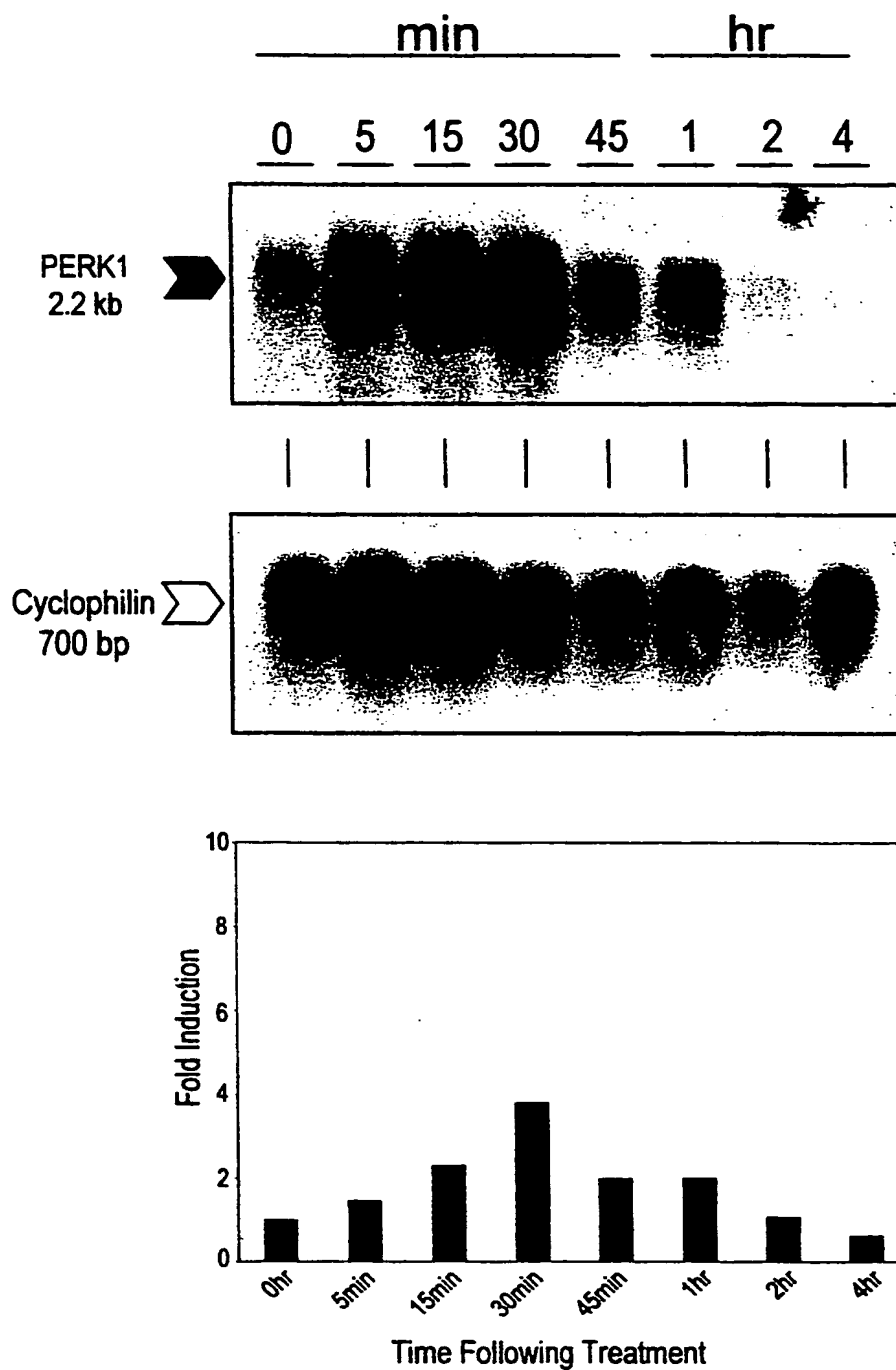 min hr
0 5 15 30 45 1 2 4
PERK1
2.2 kb
Cyclophilin
700 bp
10
8
6
4
2
0
Fold Induction
0hr 5min 15min 30min 45min 1hr 2hr 4hr
Time Following Treatment